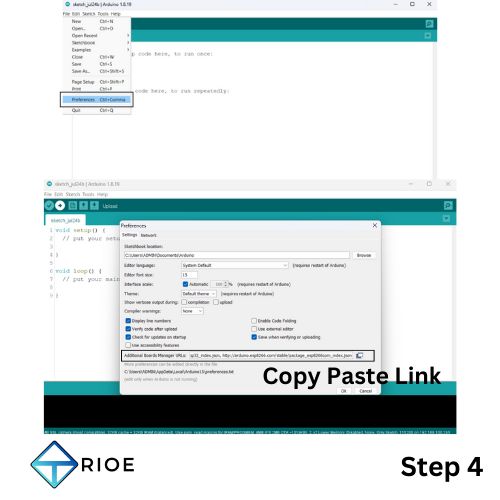 sketch_jul24b | Arduino 1.8.19
File Edit Sketch Tools Help
New Ctrl+N
Open... Ctrl+O
Open Recent
Sketchbook
Examples
Close Ctrl+W
Save Ctrl+S
Save As... Ctrl+Shift+S
Page Setup Ctrl+Shift+P
Print Ctrl+P
Preferences Ctrl+Comma
Quit Ctrl+Q
code here, to run once:
code here, to run repeatedly:
sketch_jul24b | Arduino 1.8.19
File Edit Sketch Tools Help
Upload
sketch_jul24b
1 void setup() {
2 // put your setu
3
4 }
5
6 void loop() {
7 // put your main
8
9 }
Preferences
Settings Network
Sketchbook location:
C:\Users\ADMIN\Documents\Arduino Browse
Editor language: System Default (requires restart of Arduino)
Editor font size: 15
Interface scale: Automatic 100 % (requires restart of Arduino)
Theme: Default theme (requires restart of Arduino)
Show verbose output during: compilation upload
Compiler warnings: None
Display line numbers Enable Code Folding
Verify code after upload Use external editor
Check for updates on startup Save when verifying or uploading
Use accessibility features
Additional Boards Manager URLs: sp32_index.json, http://arduino.esp8266.com/stable/package_esp8266com_index.json
More preferences can be edited directly in the file
C:\Users\ADMIN\AppData\Local\Arduino15\preferences.txt
(edit only when Arduino is not running)
Ok Cancel
Copy Paste Link
RIOE
Step 4